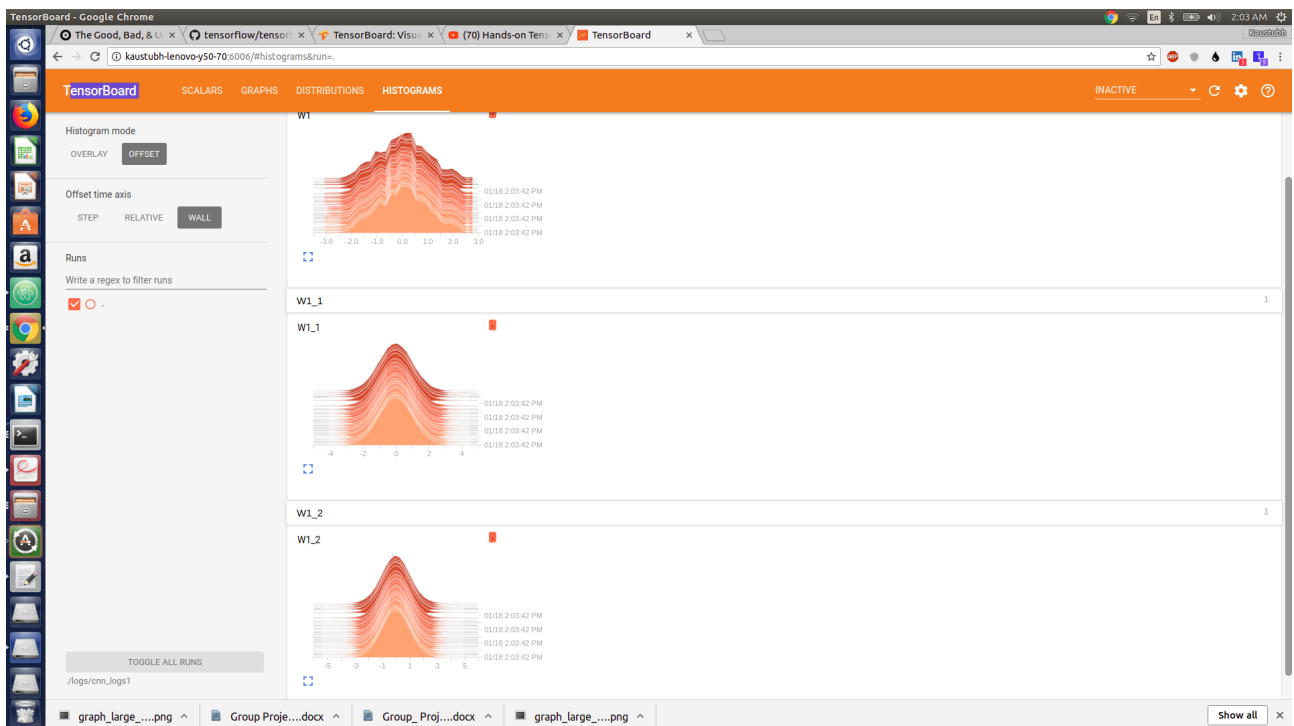 TensorBoard - Google Chrome
En
2:03 AM
Kaustubh
The Good, Bad, & U
tensorflow/tensor
TensorBoard: Visua
(70) Hands-on Tens
TensorBoard
kaustubh-lenovo-y50-70:6006/#histograms&run=.
ABP
TensorBoard
SCALARS
GRAPHS
DISTRIBUTIONS
HISTOGRAMS
INACTIVE
Histogram mode
OVERLAY
OFFSET
Offset time axis
STEP
RELATIVE
WALL
Runs
Write a regex to filter runs
.
TOGGLE ALL RUNS
./logs/cnn_logs1
W1
01/18 2:03:42 PM
01/18 2:03:42 PM
01/18 2:03:42 PM
01/18 2:03:42 PM
-3.0 -2.0 -1.0 0.0 1.0 2.0 3.0
W1_1
1
W1_1
01/18 2:03:42 PM
01/18 2:03:42 PM
01/18 2:03:42 PM
01/18 2:03:42 PM
-4 -2 0 2 4
W1_2
1
W1_2
01/18 2:03:42 PM
01/18 2:03:42 PM
01/18 2:03:42 PM
01/18 2:03:42 PM
-5 -3 -1 1 3 5
graph_large_....png
Group Proje....docx
Group_ Proj....docx
graph_large_....png
Show all